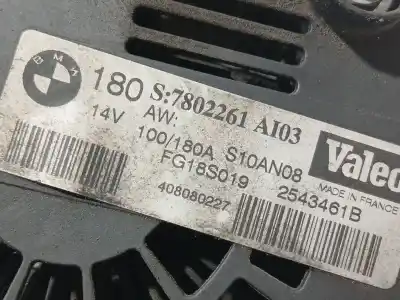 BMW
180 S:7802261 AI03
14V AW:
100/180A S10AN08 Valeo
FG18S019 MADE IN FRANCE
408080227 2543461B